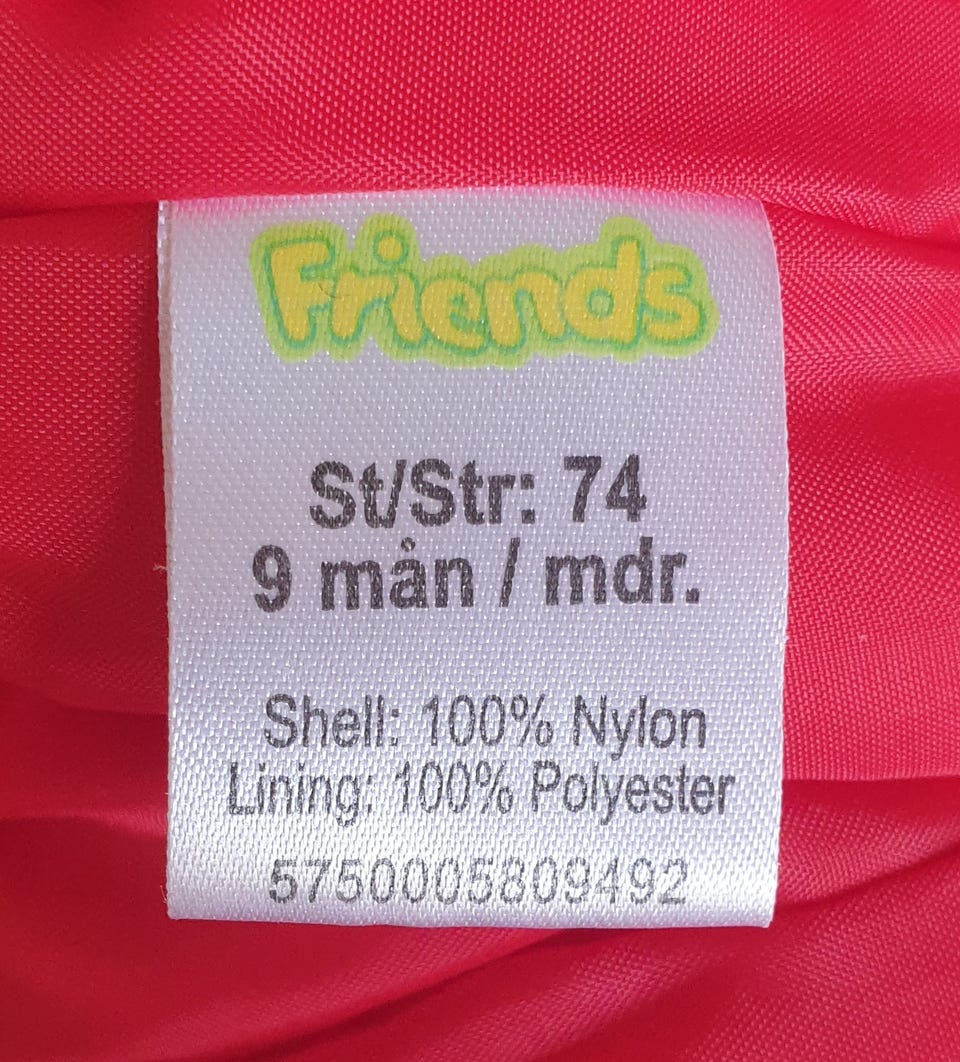 Friends
St/Str: 74
9 mån / mdr.
Shell: 100% Nylon
Lining: 100% Polyester
5750005809492